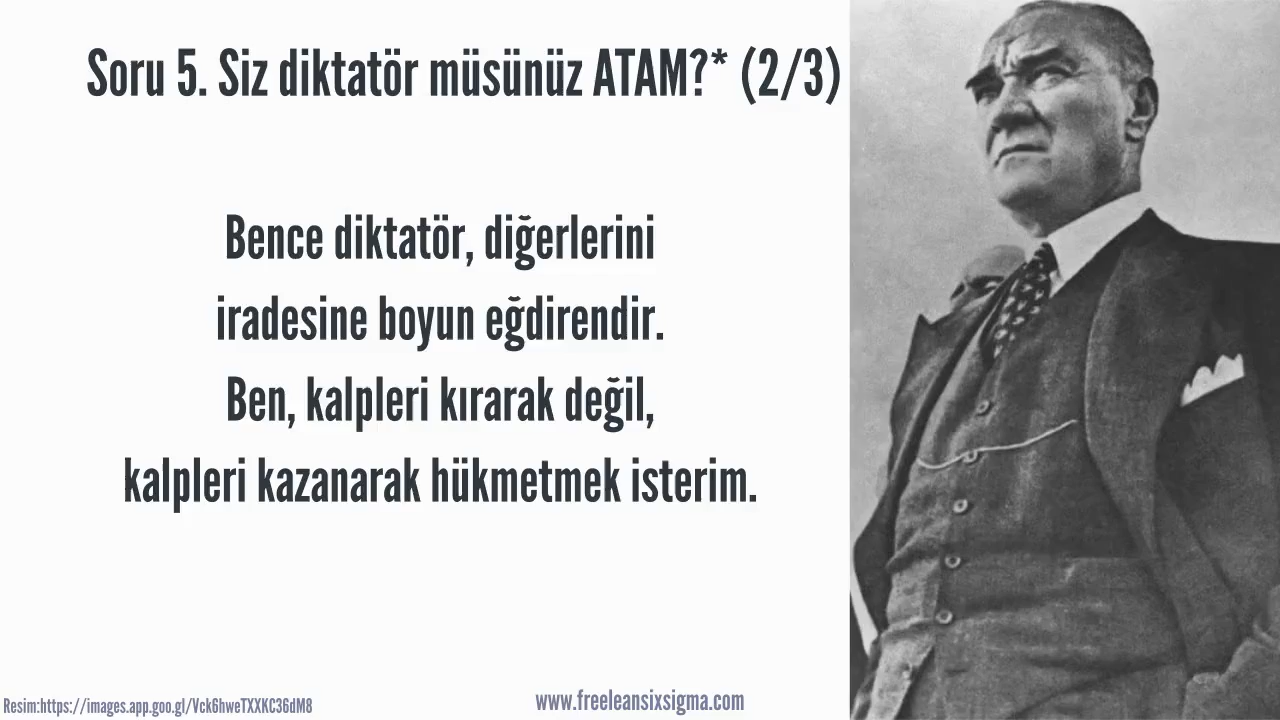 Soru 5. Siz diktatör müsünüz ATAM?* (2/3)
Bence diktatör, diğerlerini
iradesine boyun eğdirendir.
Ben, kalpleri kırarak değil,
kalpleri kazanarak hükmetmek isterim.
Resim:https://images.app.goo.gl/Vck6hweTXXKC36dM8
www.freeleansixsigma.com